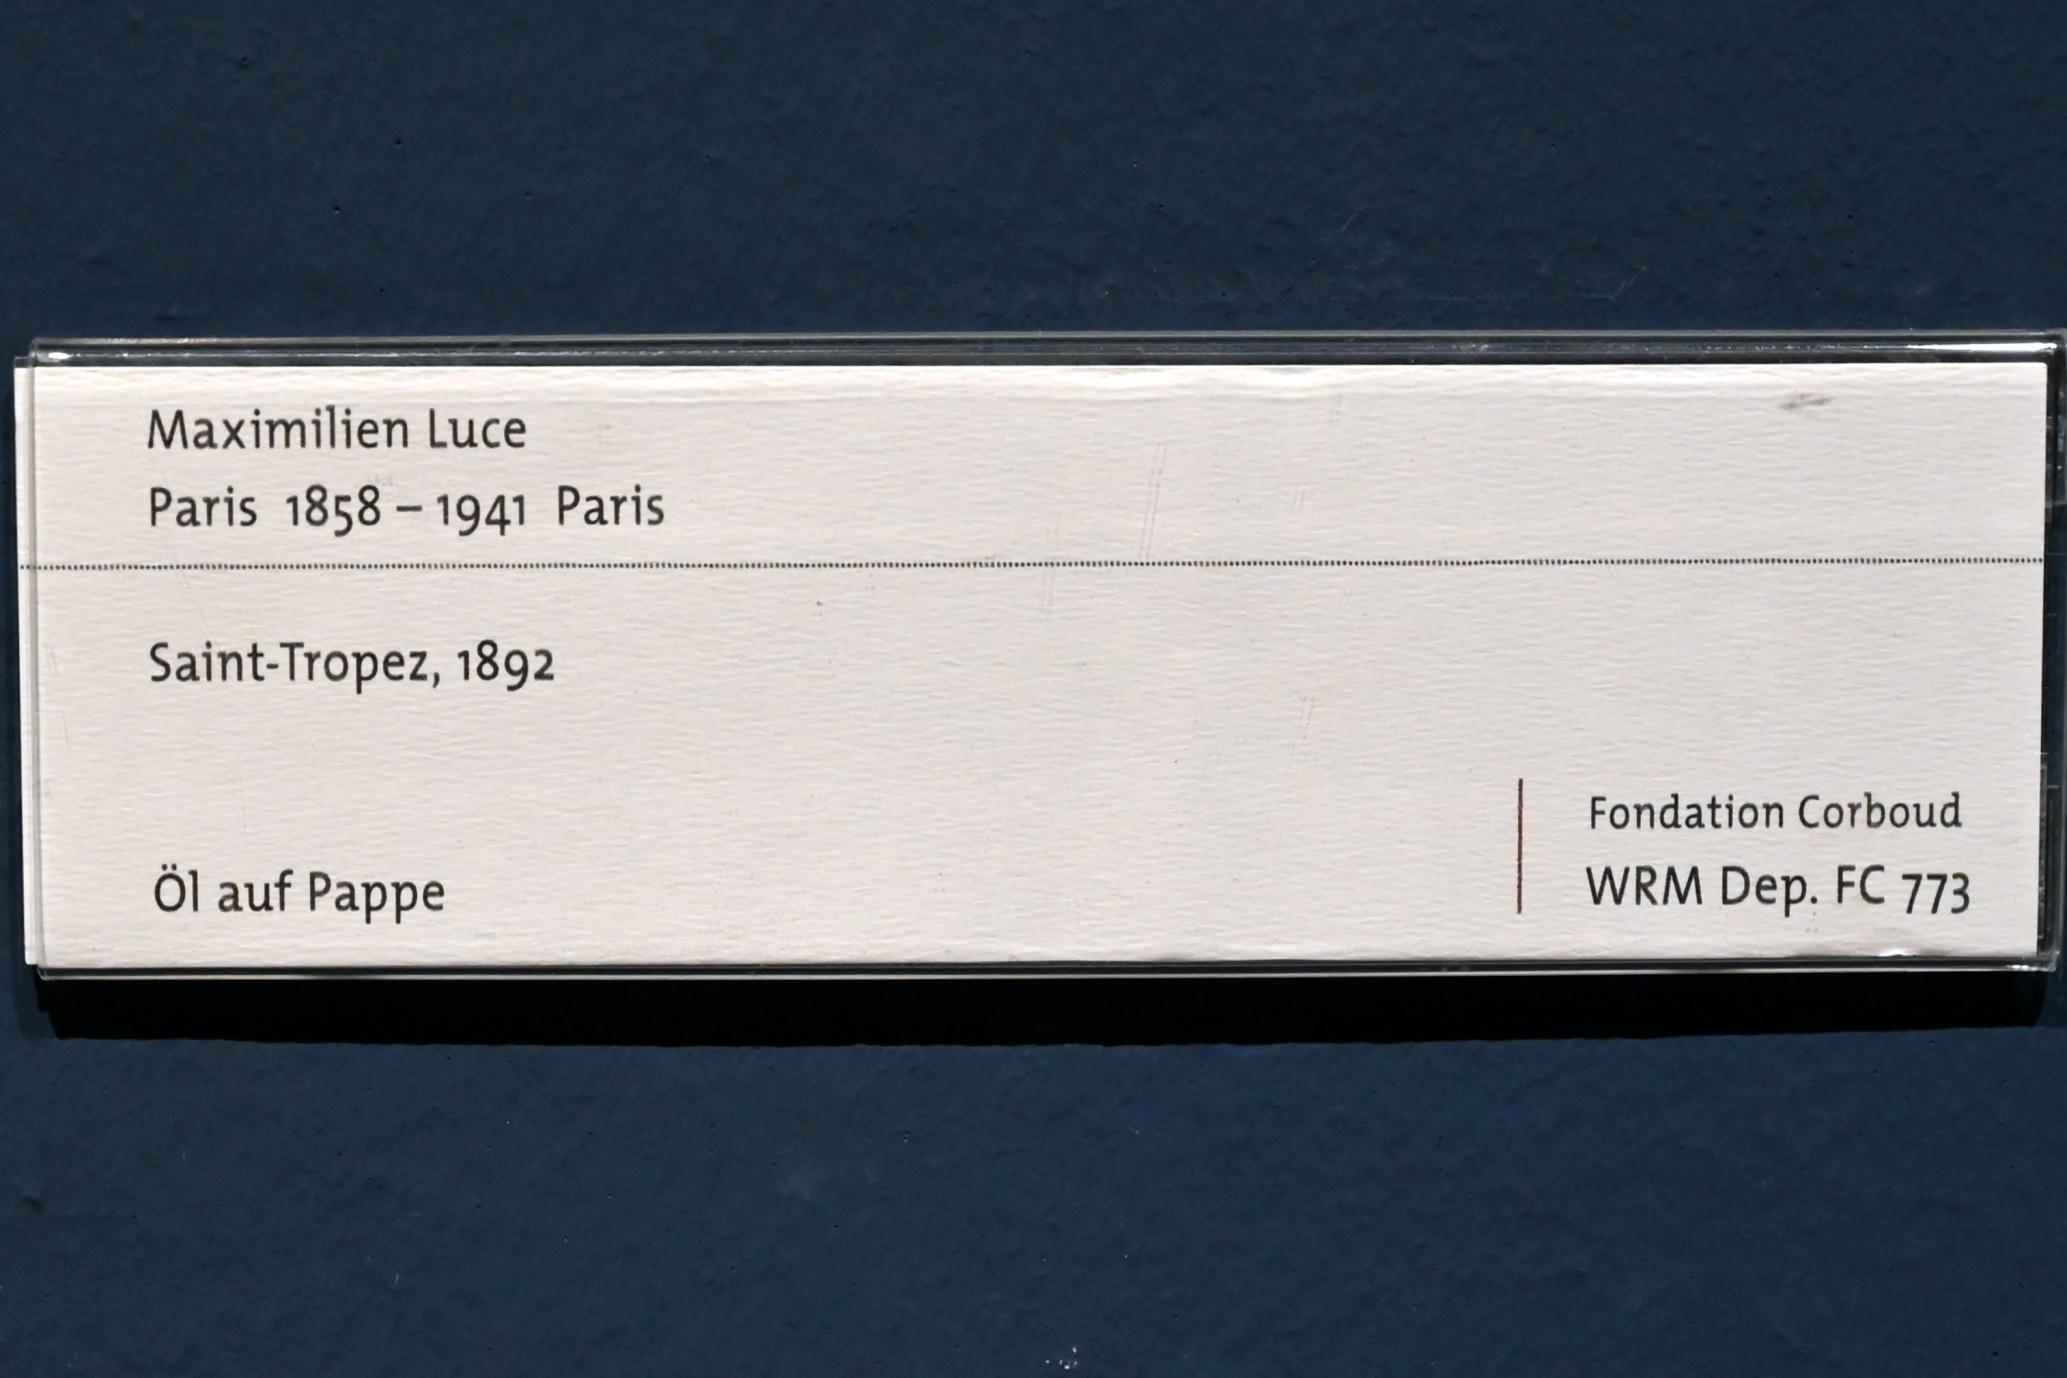 Maximilien Luce
Paris 1858 – 1941 Paris
Saint-Tropez, 1892
Öl auf Pappe
Fondation Corboud
WRM Dep. FC 773